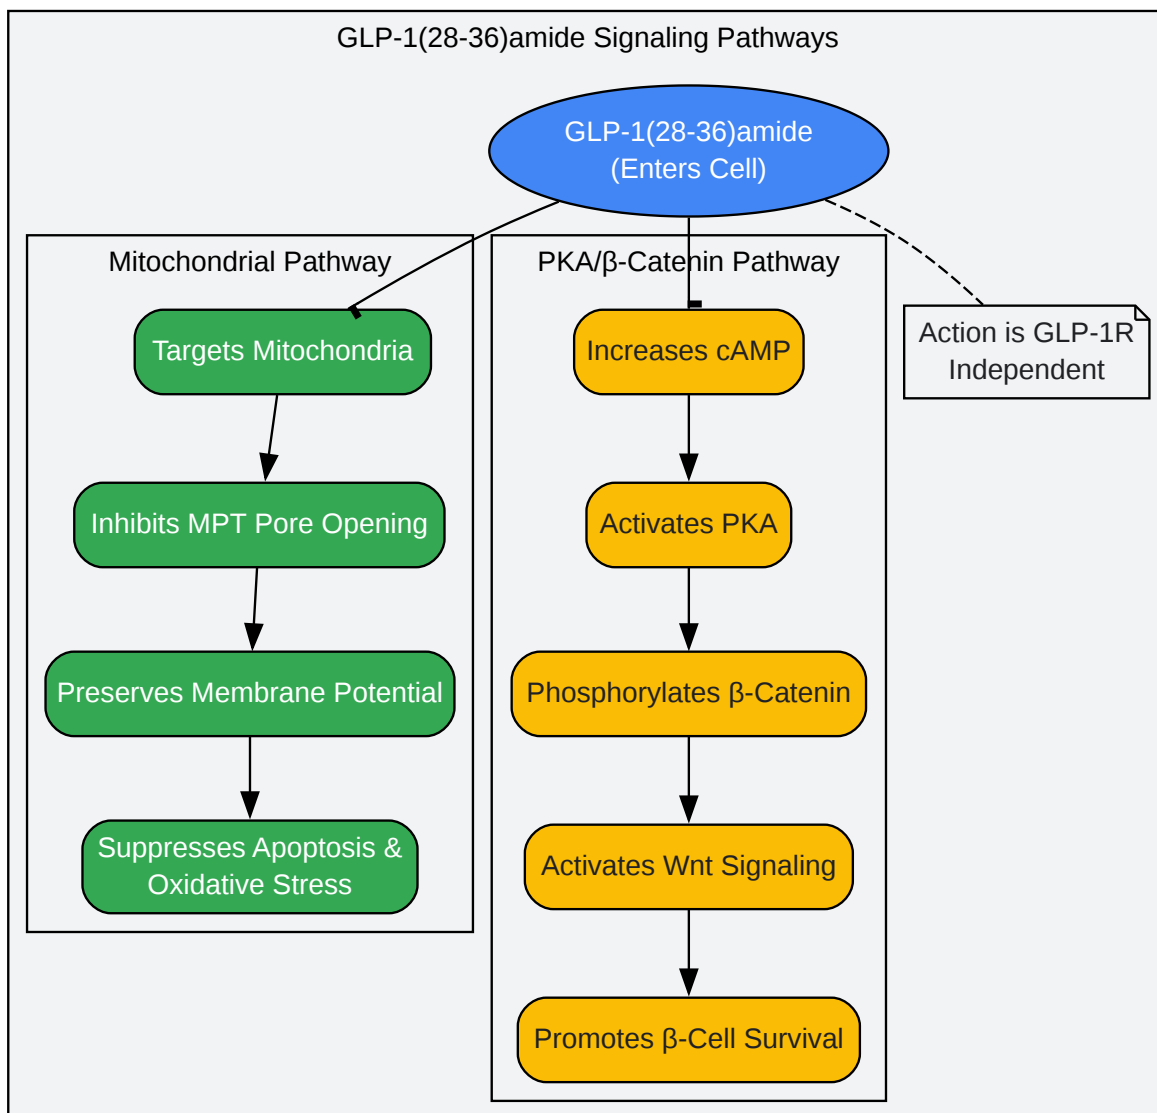 GLP-1(28-36)amide Signaling Pathways
GLP-1(28-36)amide
(Enters Cell)
Mitochondrial Pathway
Targets Mitochondria
Inhibits MPT Pore Opening
Preserves Membrane Potential
Suppresses Apoptosis &
Oxidative Stress
PKA/β-Catenin Pathway
Increases cAMP
Activates PKA
Phosphorylates β-Catenin
Activates Wnt Signaling
Promotes β-Cell Survival
Action is GLP-1R
Independent